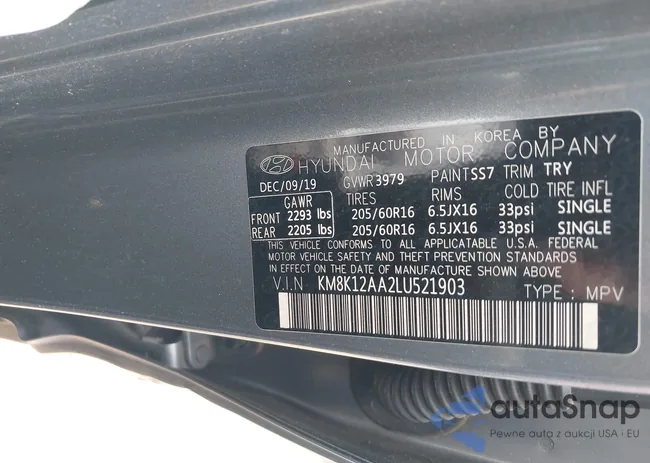 MANUFACTURED IN KOREA BY
HYUNDAI MOTOR COMPANY
DEC/09/19 GVWR 3979 PAINT SS7 TRIM TRY
GAWR TIRES RIMS COLD TIRE INFL
FRONT 2293 lbs 205/60R16 6.5JX16 33psi SINGLE
REAR 2205 lbs 205/60R16 6.5JX16 33psi SINGLE
THIS VEHICLE CONFORMS TO ALL APPLICABLE U.S.A. FEDERAL
MOTOR VEHICLE SAFETY AND THEFT PREVENTION STANDARDS
IN EFFECT ON THE DATE OF MANUFACTURE SHOWN ABOVE.
V.I.N KM8K12AA2LU521903 TYPE : MPV
autaSnap
Pewne auta z aukcji USA i EU